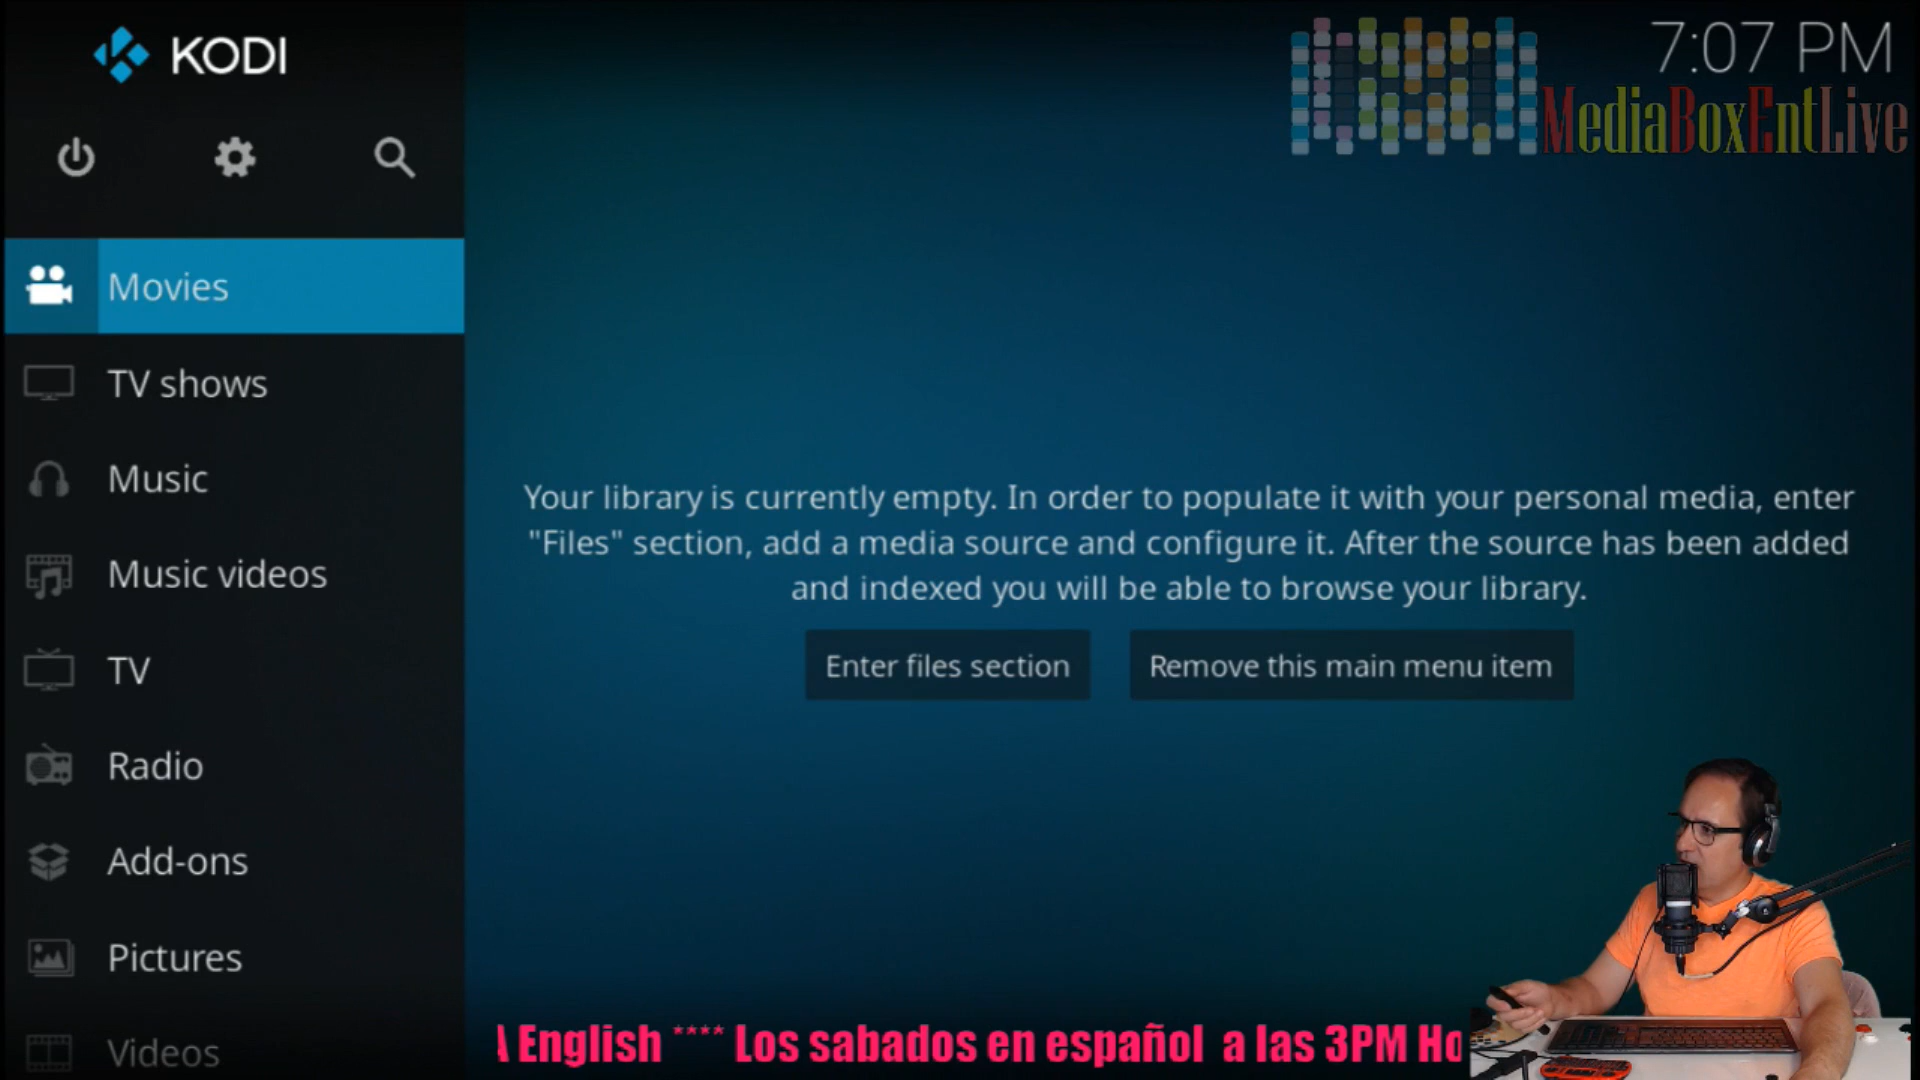 KODI
7:07 PM
MediaBoxEntLive
Movies
TV shows
Music
Music videos
TV
Radio
Add-ons
Pictures
Videos
Your library is currently empty. In order to populate it with your personal media, enter
"Files" section, add a media source and configure it. After the source has been added
and indexed you will be able to browse your library.
Enter files section
Remove this main menu item
English **** Los sabados en español a las 3PM